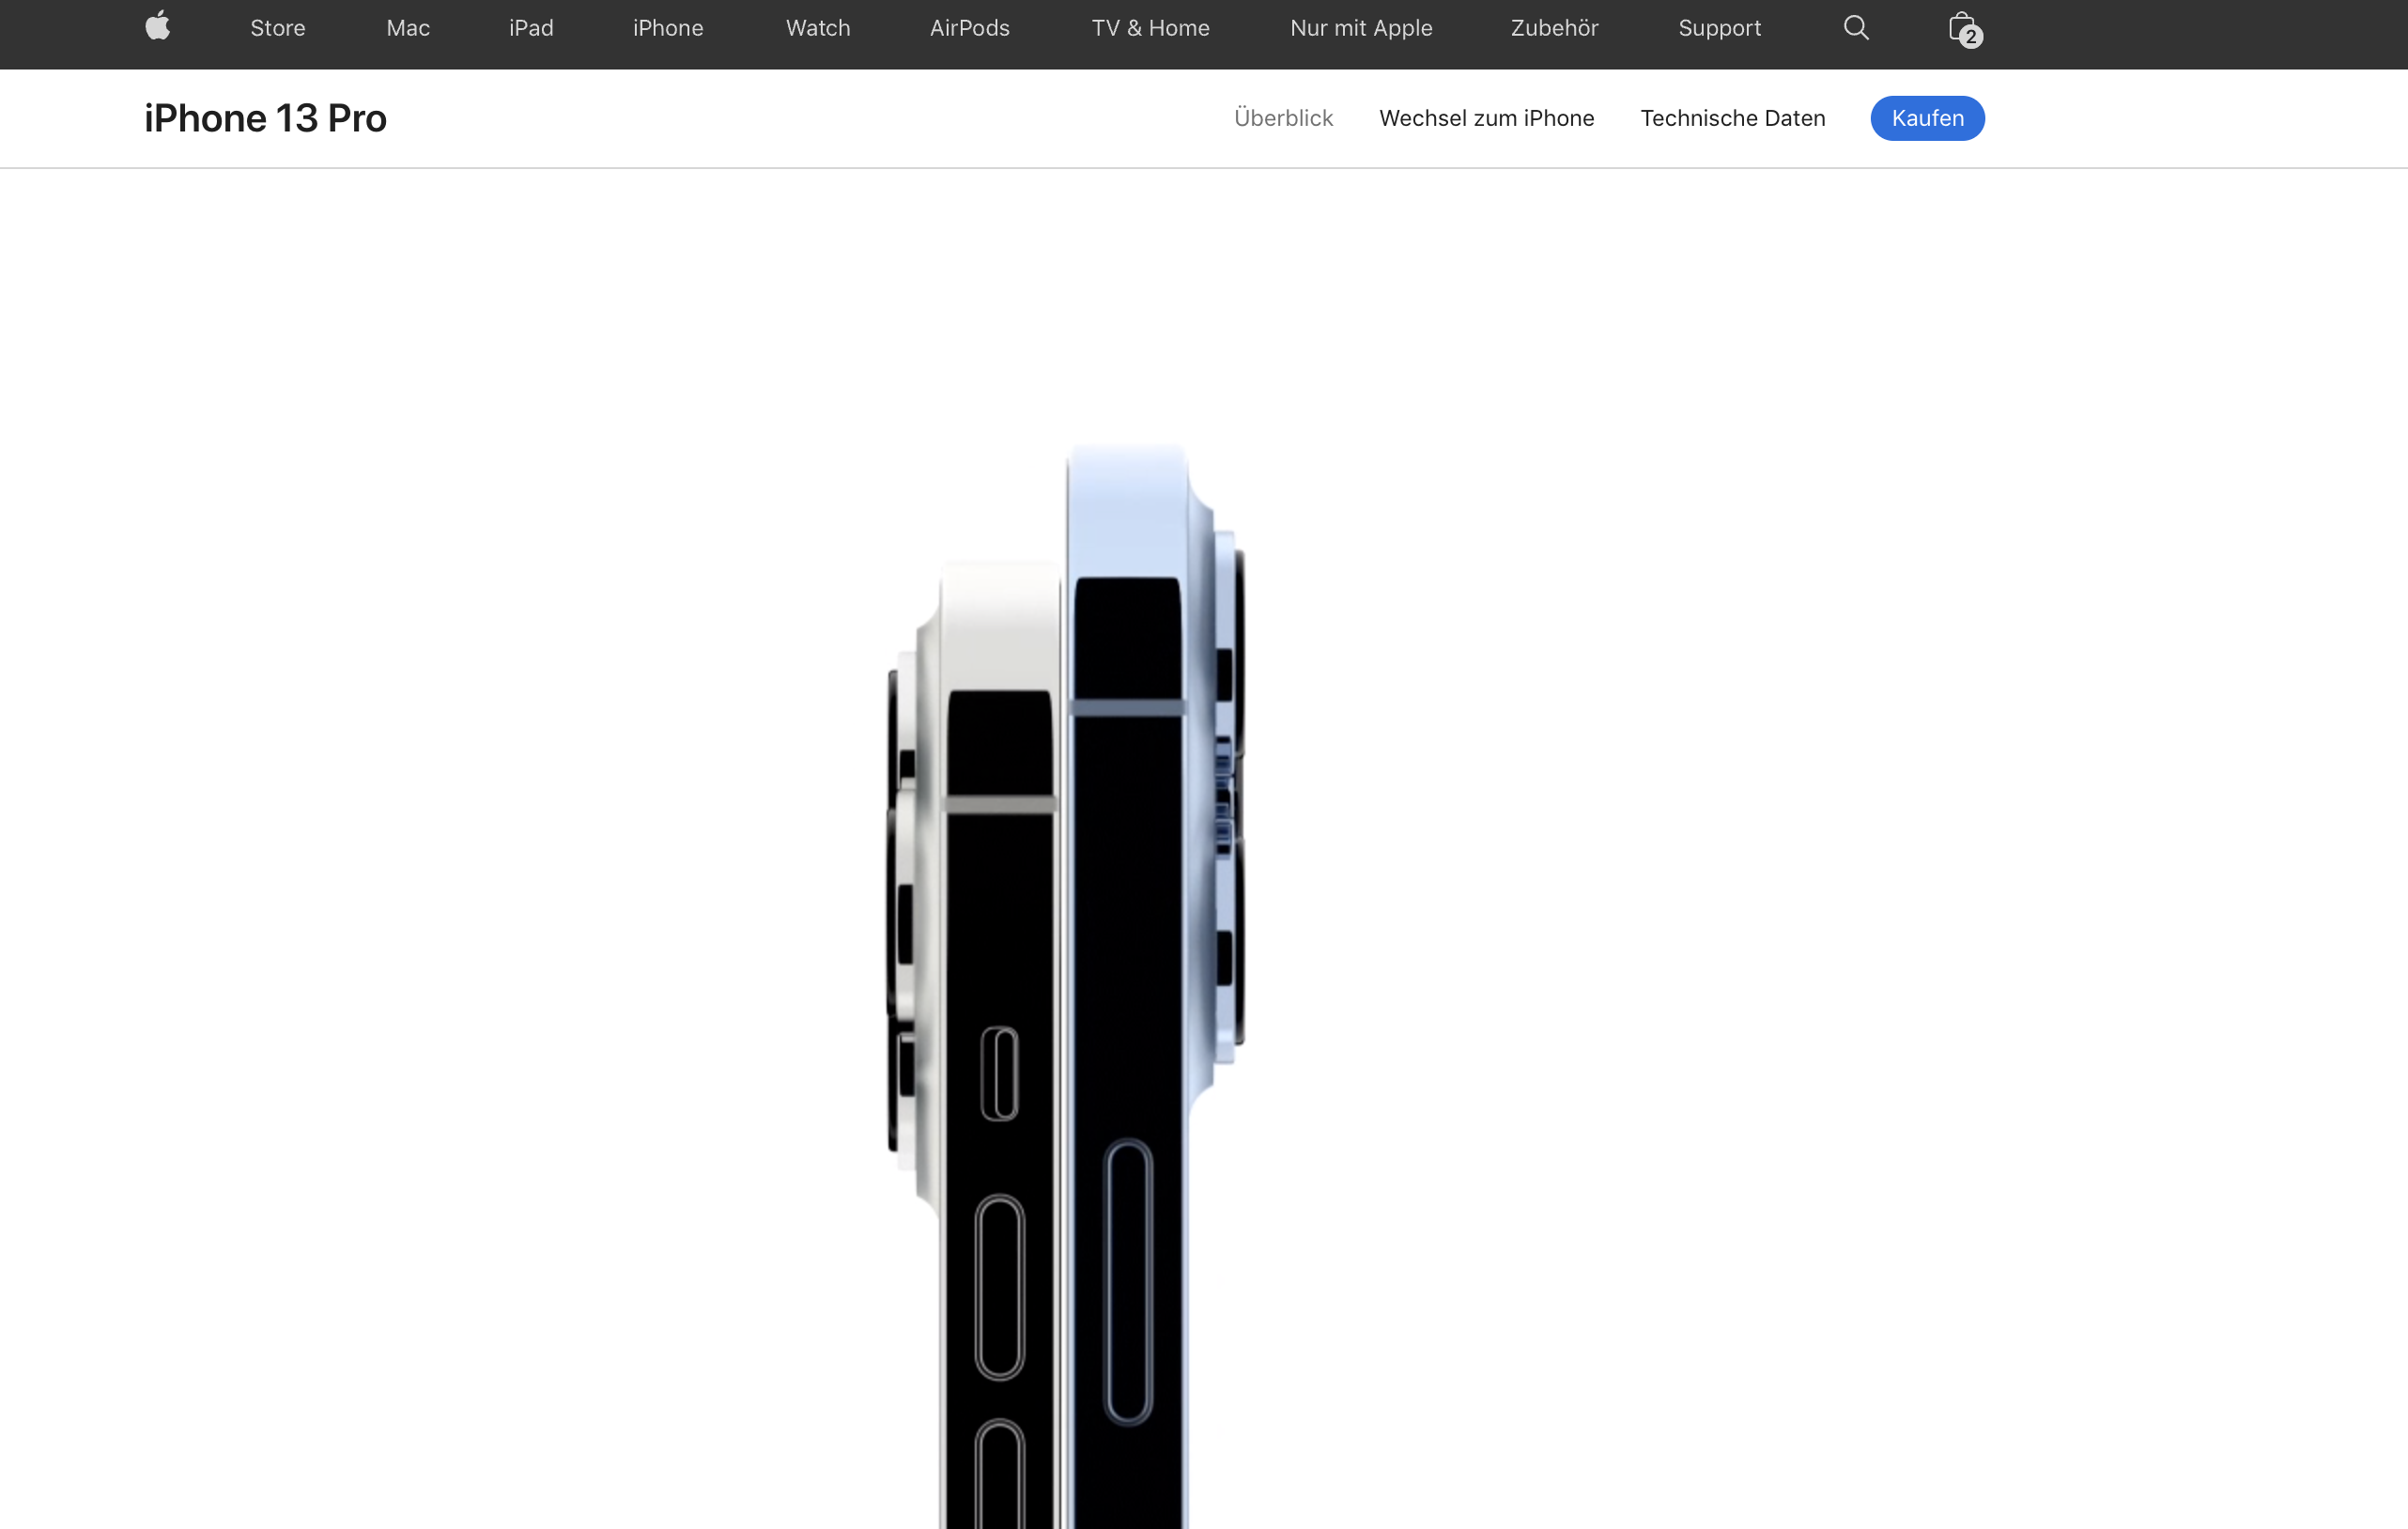 Store Mac iPad iPhone Watch AirPods TV & Home Nur mit Apple Zubehör Support 2
iPhone 13 Pro Überblick Wechsel zum iPhone Technische Daten Kaufen